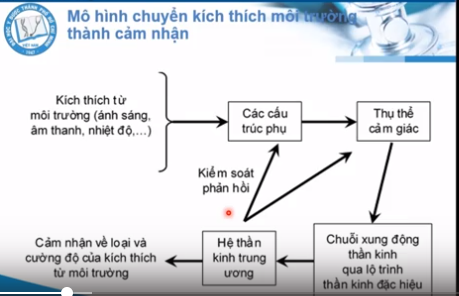 Mô hình chuyển kích thích môi trường
thành cảm nhận
Kích thích từ
môi trường (ánh sáng,
âm thanh, nhiệt độ,...)
Các cấu
trúc phụ
Thụ thể
cảm giác
Kiểm soát
phản hồi
Cảm nhận về loại và
cường độ của kích thích
từ môi trường
Hệ thần
kinh trung
ương
Chuỗi xung động
thần kinh
qua lộ trình
thần kinh đặc hiệu